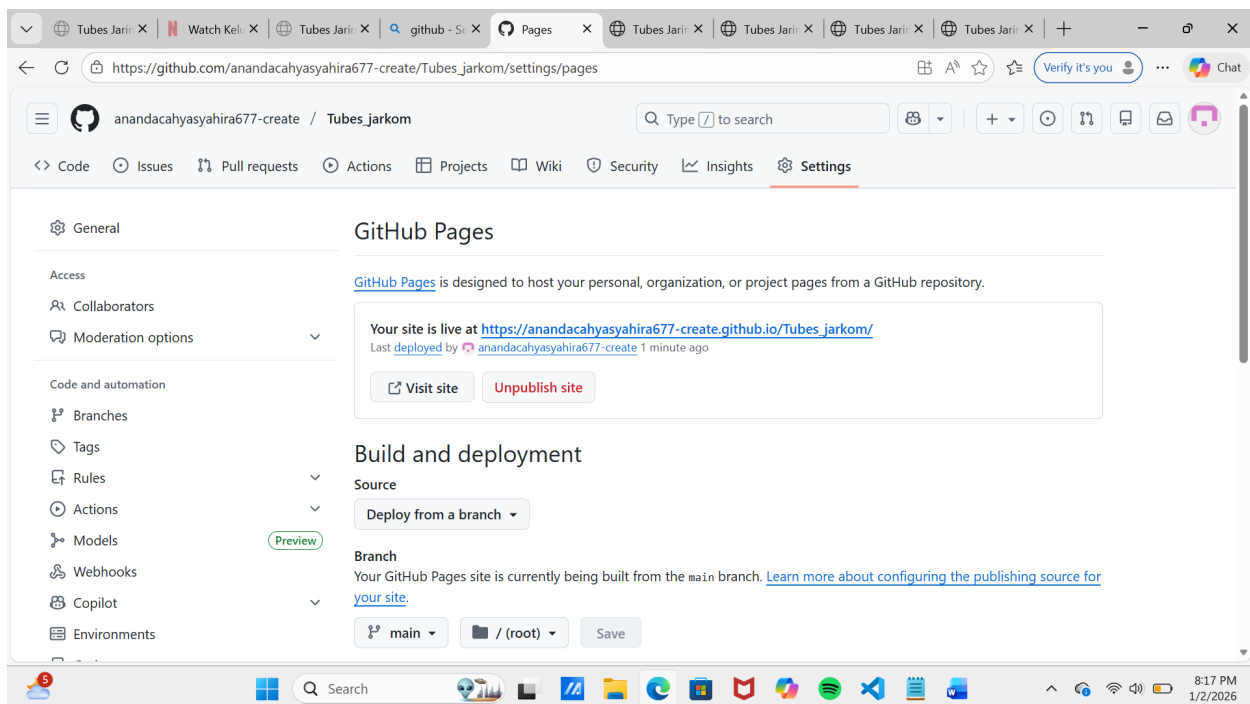 Tubes Jarin
Watch Kelu
Tubes Jarin
github - Se
Pages
Tubes Jarin
Tubes Jarin
Tubes Jarin
Tubes Jarin
https://github.com/anandacahyasyahira677-create/Tubes_jarkom/settings/pages
Verify it's you
Chat
anandacahyasyahira677-create / Tubes_jarkom
Type / to search
Code
Issues
Pull requests
Actions
Projects
Wiki
Security
Insights
Settings
General
Access
Collaborators
Moderation options
Code and automation
Branches
Tags
Rules
Actions
Models Preview
Webhooks
Copilot
Environments
GitHub Pages
GitHub Pages is designed to host your personal, organization, or project pages from a GitHub repository.
Your site is live at https://anandacahyasyahira677-create.github.io/Tubes_jarkom/
Last deployed by anandacahyasyahira677-create 1 minute ago
Visit site
Unpublish site
Build and deployment
Source
Deploy from a branch
Branch
Your GitHub Pages site is currently being built from the main branch. Learn more about configuring the publishing source for
your site.
main
/ (root)
Save
5
Search
8:17 PM
1/2/2026